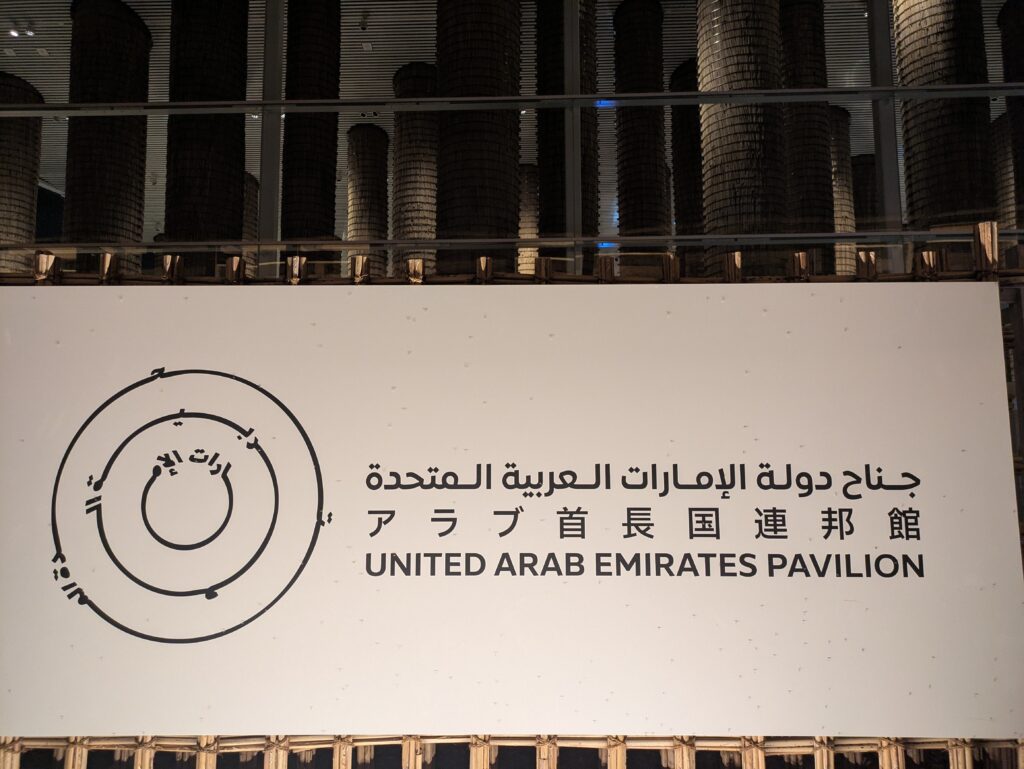 جناح دولة الإمارات العربية المتحدة
アラブ首長国連邦館
UNITED ARAB EMIRATES PAVILION